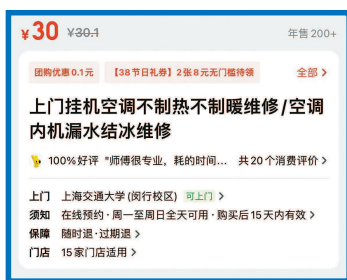 ¥30 ¥30.1 年售 200+
团购优惠0.1元 【38节日礼券】2张8元无门槛待领 全部 >
上门挂机空调不制热不制暖维修/空调
内机漏水结冰维修
100%好评 "师傅很专业，耗的时间... 共20个消费评价 >
上门 上海交通大学(闵行校区) 可上门 >
须知 在线预约·周一至周日全天可用·购买后15天内有效 >
保障 随时退·过期退 >
门店 15家门店适用 >